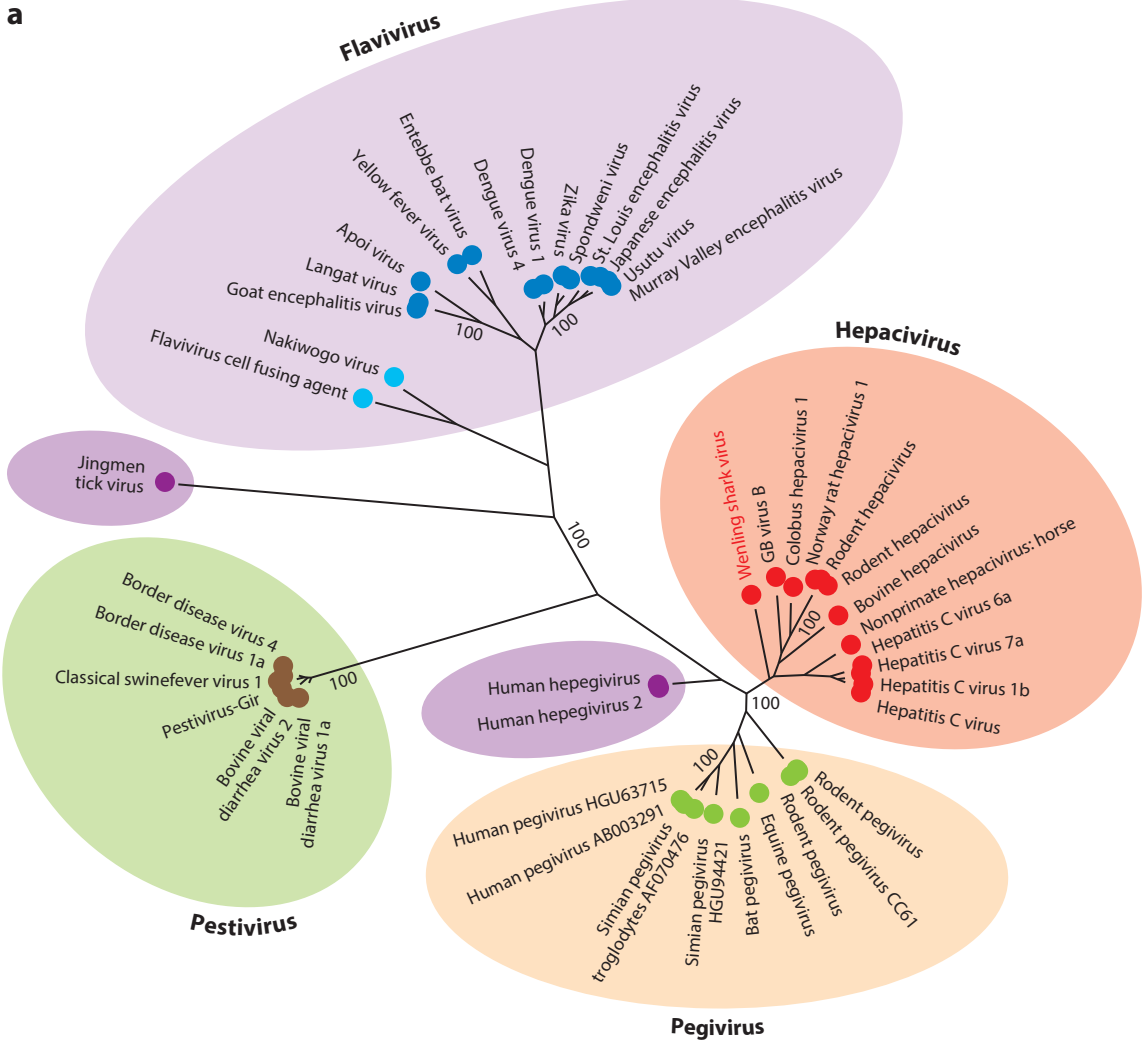 a
Flavivirus
Entebbe bat virus
Yellow fever virus
Dengue virus 4
Dengue virus 1
Zika virus
Spondweni virus
St. Louis encephalitis virus
Japanese encephalitis virus
Usutu virus
Murray Valley encephalitis virus
Apoi virus
Langat virus
Goat encephalitis virus
100
100
Nakiwogo virus
Flavivirus cell fusing agent
Jingmen
tick virus
100
Hepacivirus
Wenling shark virus
GB virus B
Colobus hepacivirus 1
Norway rat hepacivirus 1
Rodent hepacivirus
Rodent hepacivirus
Bovine hepacivirus
Nonprimate hepacivirus: horse
Hepatitis C virus 6a
Hepatitis C virus 7a
Hepatitis C virus 1b
Hepatitis C virus
100
Border disease virus 4
Border disease virus 1a
Classical swinefever virus 1
Pestivirus-Gir
Bovine viral
diarrhea virus 2
Bovine viral
diarrhea virus 1a
100
Pestivirus
Human hepegivirus
Human hepegivirus 2
100
100
Human pegivirus HGU63715
Human pegivirus AB003291
Simian pegivirus
troglodytes AF070476
Simian pegivirus
HGU94421
Bat pegivirus
Equine pegivirus
Rodent pegivirus
Rodent pegivirus CC61
Rodent pegivirus
Pegivirus